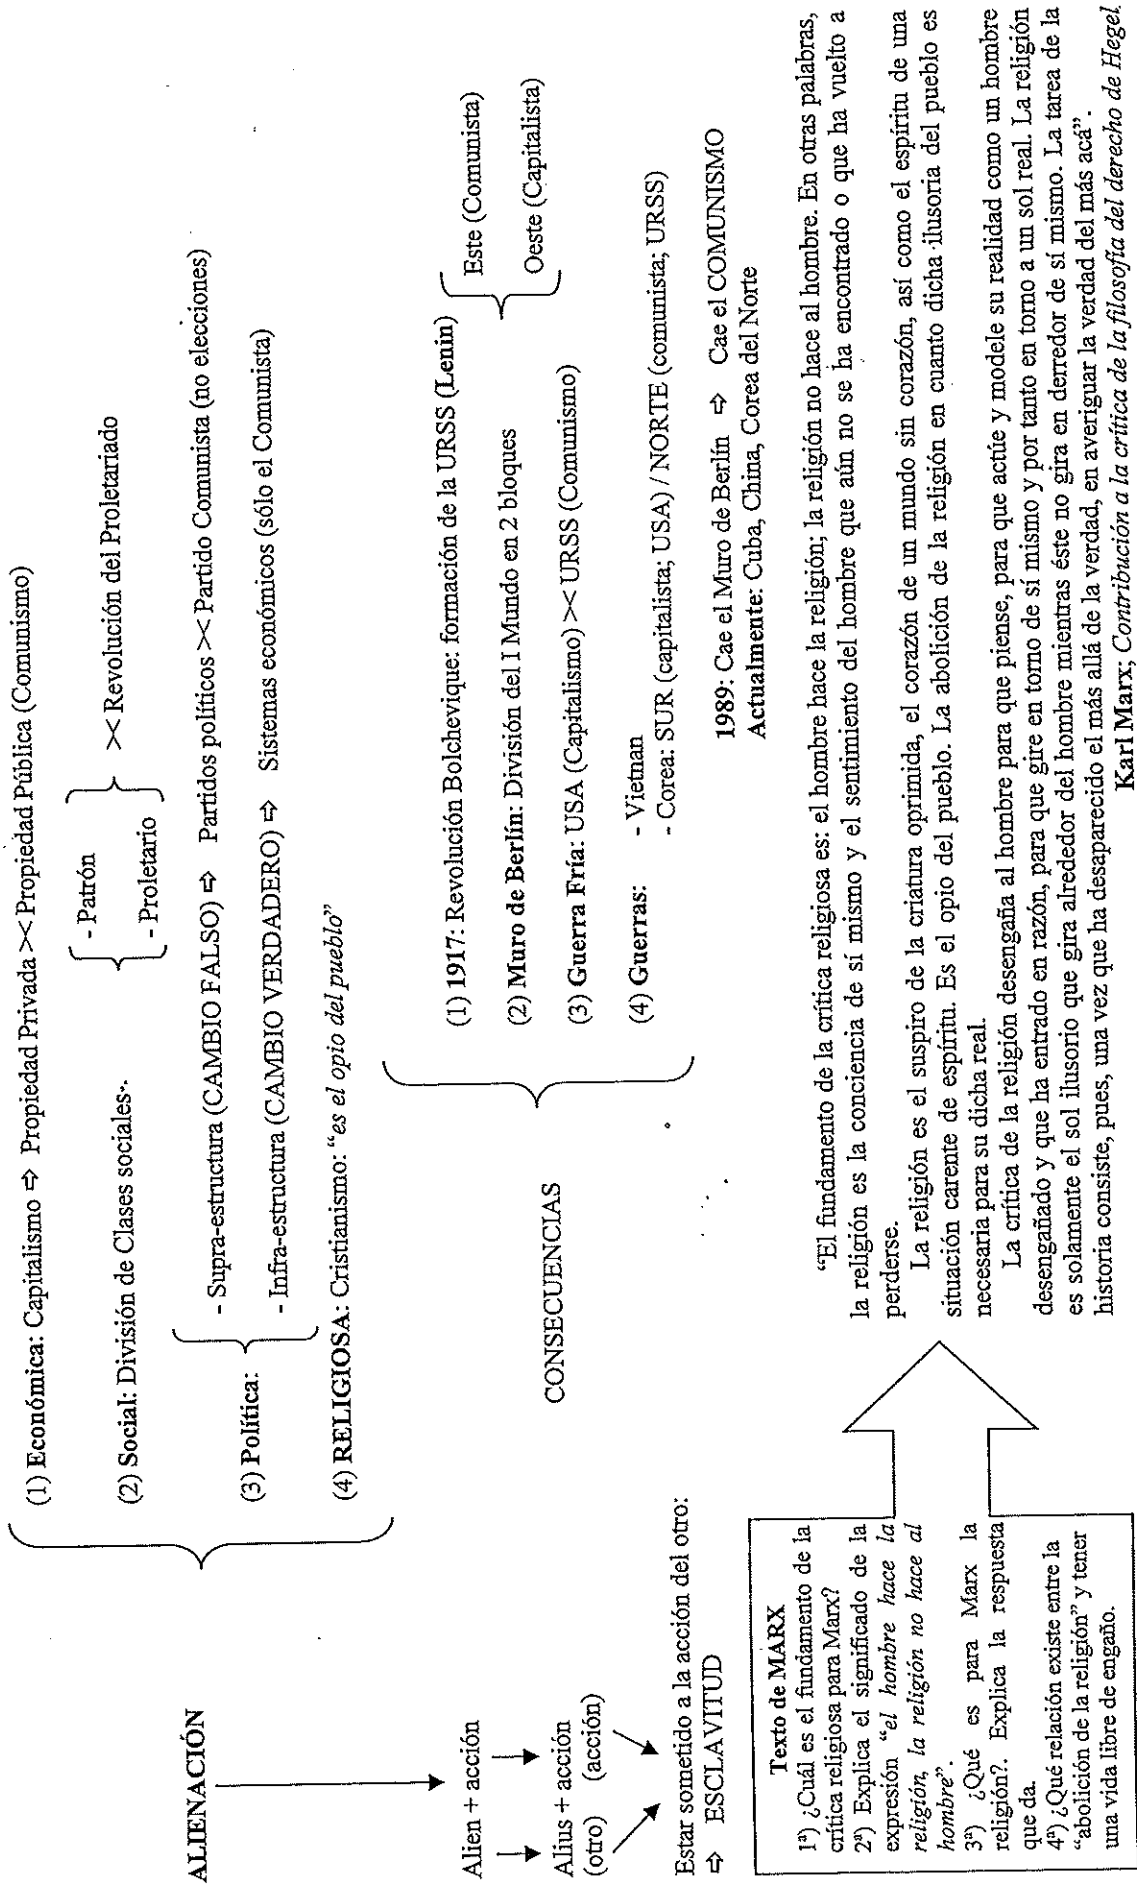 ALIENACIÓN
Alien + acción
Alius + acción
(otro) (acción)
Estar sometido a la acción del otro:
⇨ ESCLAVITUD
(1) Económica: Capitalismo ⇨ Propiedad Privada >< Propiedad Pública (Comunismo)
(2) Social: División de Clases sociales
- Patrón
- Proletario
>< Revolución del Proletariado
(3) Política:
- Supra-estructura (CAMBIO FALSO) ⇨ Partidos políticos >< Partido Comunista (no elecciones)
- Infra-estructura (CAMBIO VERDADERO) ⇨ Sistemas económicos (sólo el Comunista)
(4) RELIGIOSA: Cristianismo: “es el opio del pueblo”
CONSECUENCIAS
(1) 1917: Revolución Bolchevique: formación de la URSS (Lenin)
(2) Muro de Berlín: División del I Mundo en 2 bloques
Este (Comunista)
Oeste (Capitalista)
(3) Guerra Fría: USA (Capitalismo) >< URSS (Comunismo)
(4) Guerras: - Vietnan
- Corea: SUR (capitalista; USA) / NORTE (comunista; URSS)
1989: Cae el Muro de Berlín ⇨ Cae el COMUNISMO
Actualmente: Cuba, China, Corea del Norte
Texto de MARX
1ª) ¿Cuál es el fundamento de la
crítica religiosa para Marx?
2ª) Explica el significado de la
expresión “el hombre hace la
religión, la religión no hace al
hombre”.
3ª) ¿Qué es para Marx la
religión?. Explica la respuesta
que da.
4ª) ¿Qué relación existe entre la
“abolición de la religión” y tener
una vida libre de engaño.
“El fundamento de la crítica religiosa es: el hombre hace la religión; la religión no hace al hombre. En otras palabras,
la religión es la conciencia de sí mismo y el sentimiento del hombre que aún no se ha encontrado o que ha vuelto a
perderse.
La religión es el suspiro de la criatura oprimida, el corazón de un mundo sin corazón, así como el espíritu de una
situación carente de espíritu. Es el opio del pueblo. La abolición de la religión en cuanto dicha ilusoria del pueblo es
necesaria para su dicha real.
La crítica de la religión desengaña al hombre para que piense, para que actúe y modele su realidad como un hombre
desengañado y que ha entrado en razón, para que gire en torno de sí mismo y por tanto en torno a un sol real. La religión
es solamente el sol ilusorio que gira alrededor del hombre mientras éste no gira en derredor de sí mismo. La tarea de la
historia consiste, pues, una vez que ha desaparecido el más allá de la verdad, en averiguar la verdad del más acá”.
Karl Marx; Contribución a la crítica de la filosofía del derecho de Hegel